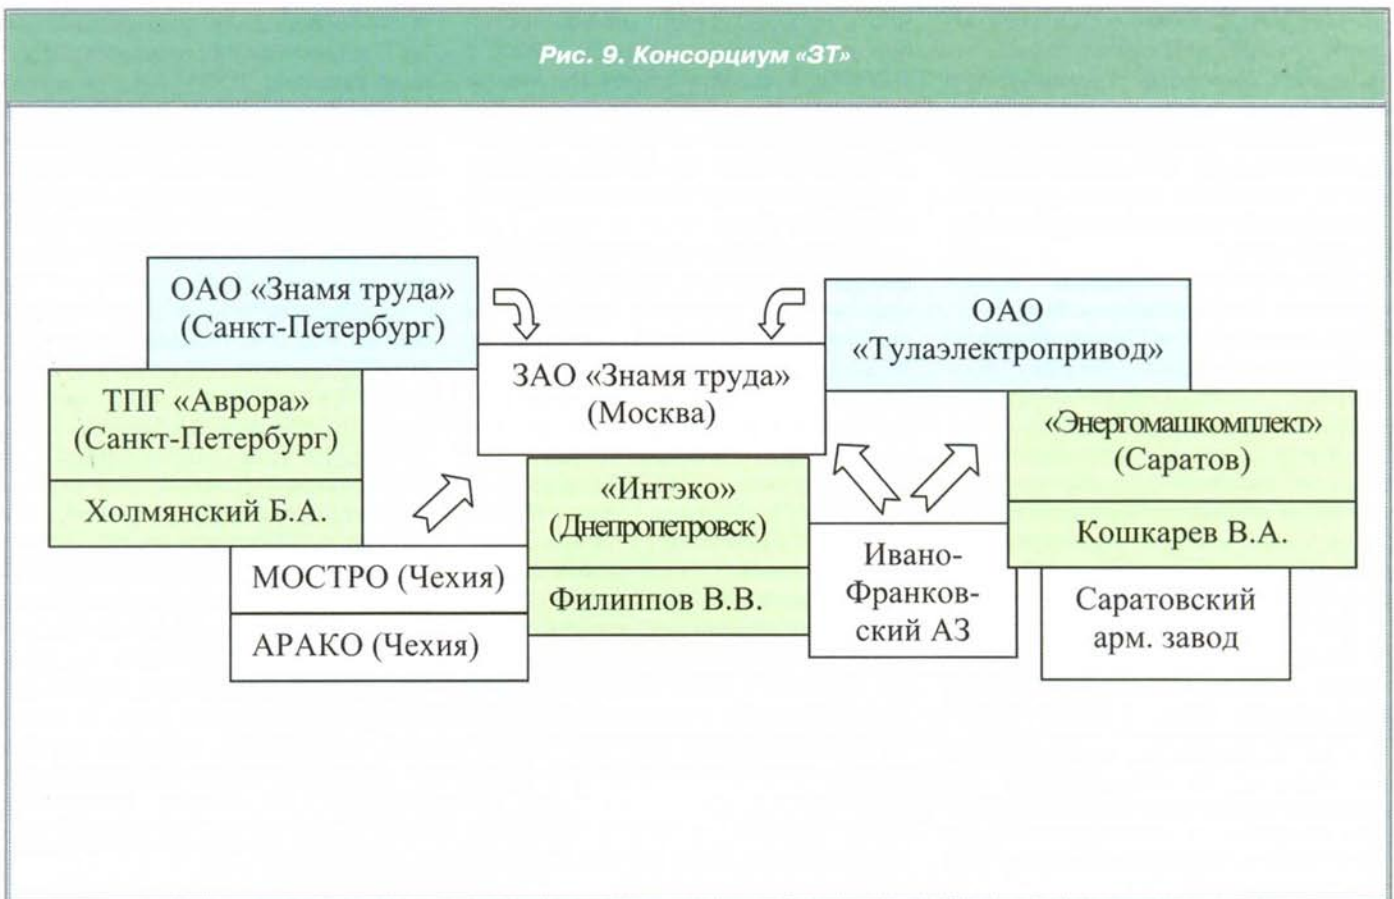 Рис. 9. Консорциум «ЗТ»
ОАО «Знамя труда»
(Санкт-Петербург)
ОАО
«Тулаэлектропривод»
ЗАО «Знамя труда»
(Москва)
ТПГ «Аврора»
(Санкт-Петербург)
Холмянский Б.А.
«Энергомашкомплект»
(Саратов)
Кошкарев В.А.
«Интэко»
(Днепропетровск)
Филиппов В.В.
МОСТРО (Чехия)
АРАКО (Чехия)
Ивано-
Франков-
ский АЗ
Саратовский
арм. завод